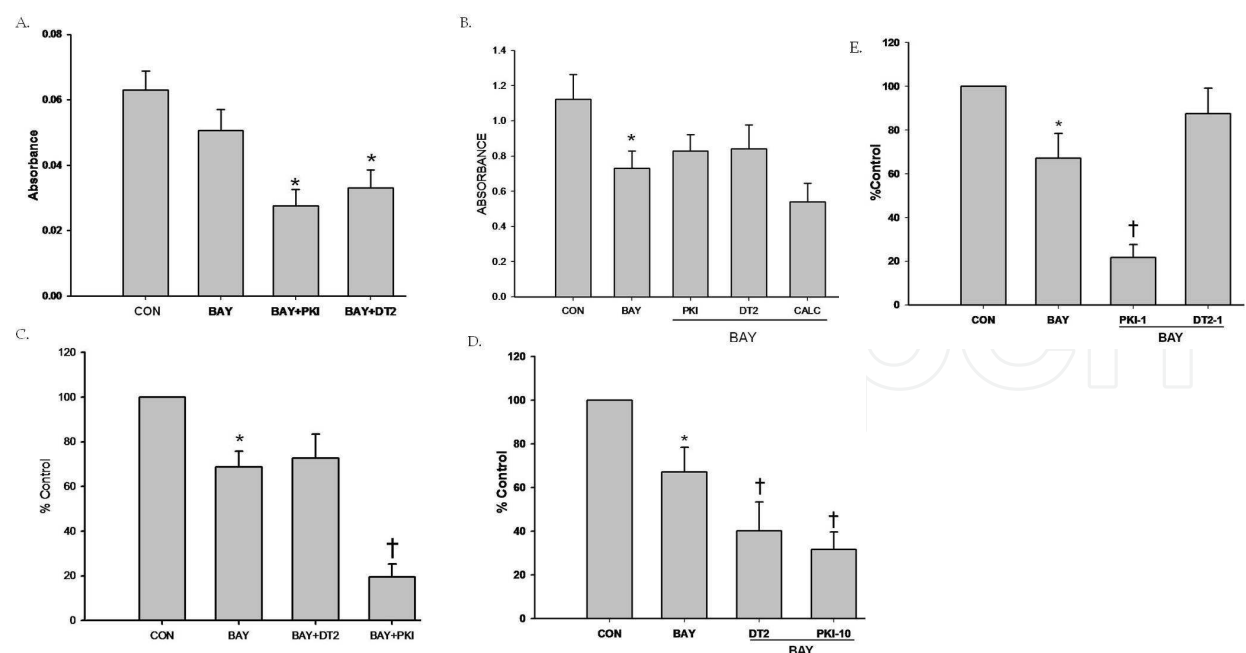 A.
Absorbance
0.08
0.06
0.04
0.02
0.00
*
*
CON BAY BAY+PKI BAY+DT2
B.
ABSORBANCE
1.4
1.2
1.0
0.8
0.6
0.4
0.2
0.0
*
CON BAY PKI DT2 CALC
BAY
E.
%Control
120
100
80
60
40
20
0
*
†
CON BAY PKI-1 DT2-1
BAY
C.
% Control
120
100
80
60
40
20
0
*
†
CON BAY BAY+DT2 BAY+PKI
D.
% Control
120
100
80
60
40
20
0
*
†
†
CON BAY DT2 PKI-10
BAY